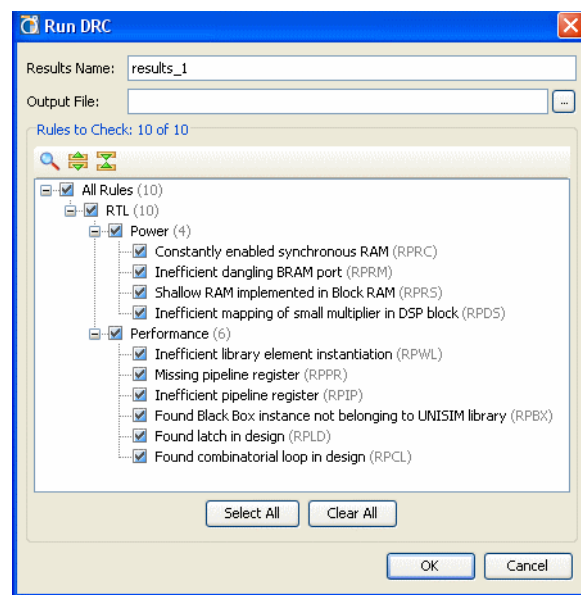 Run DRC
Results Name: results_1
Output File: ...
Rules to Check: 10 of 10
All Rules (10)
RTL (10)
Power (4)
Constantly enabled synchronous RAM (RPRC)
Inefficient dangling BRAM port (RPRM)
Shallow RAM implemented in Block RAM (RPRS)
Inefficient mapping of small multiplier in DSP block (RPDS)
Performance (6)
Inefficient library element instantiation (RPWL)
Missing pipeline register (RPPR)
Inefficient pipeline register (RPIP)
Found Black Box instance not belonging to UNISIM library (RPBX)
Found latch in design (RPLD)
Found combinatorial loop in design (RPCL)
Select All Clear All
OK Cancel